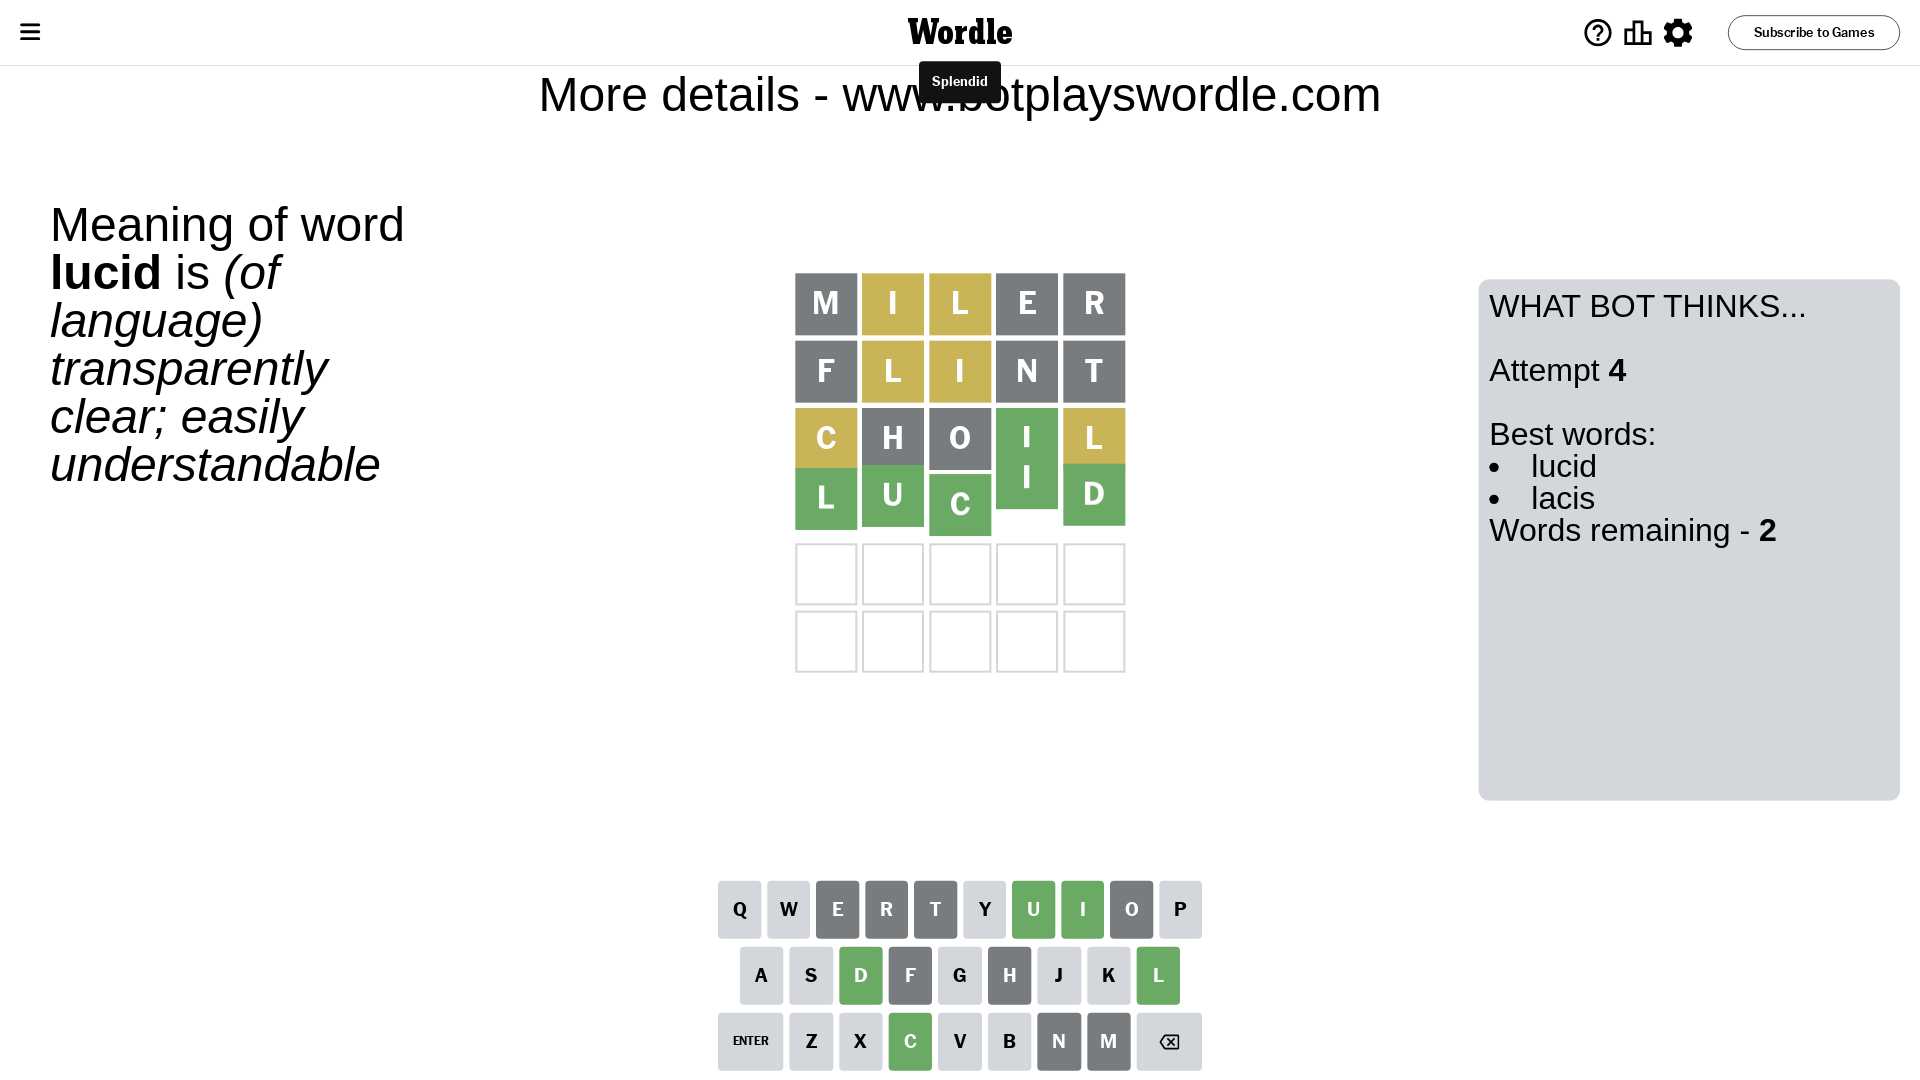 Wordle
Subscribe to Games
Splendid
More details - www.botplayswordle.com
Meaning of word
lucid is (of
language)
transparently
clear; easily
understandable
M I L E R
F L I N T
C H O I L
L U C I D
WHAT BOT THINKS...
Attempt 4
Best words:
• lucid
• lacis
Words remaining - 2
Q W E R T Y U I O P
A S D F G H J K L
ENTER Z X C V B N M